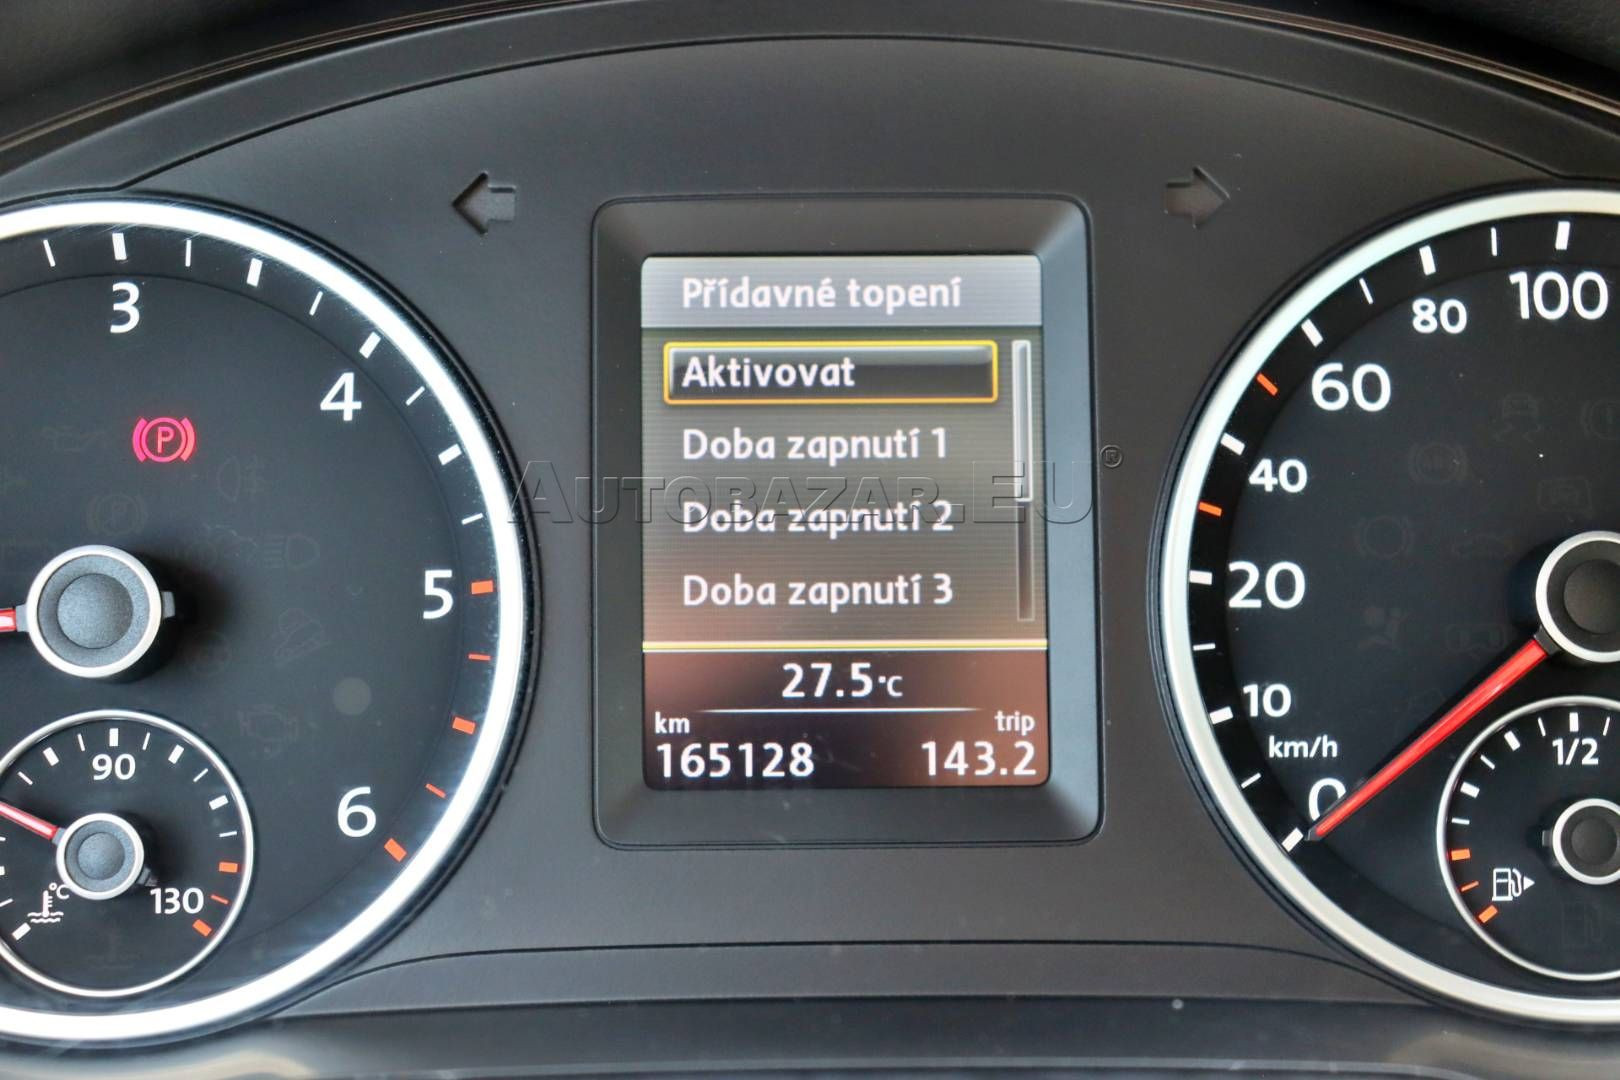 Přídavné topení
Aktivovat
Doba zapnutí 1
Doba zapnutí 2
Doba zapnutí 3
27.5°C
km trip
165128 143.2
3
4
5
6
P
90
130
°C
100
80
60
40
20
10
km/h
0
1/2
AUTOBAZAR.EU®